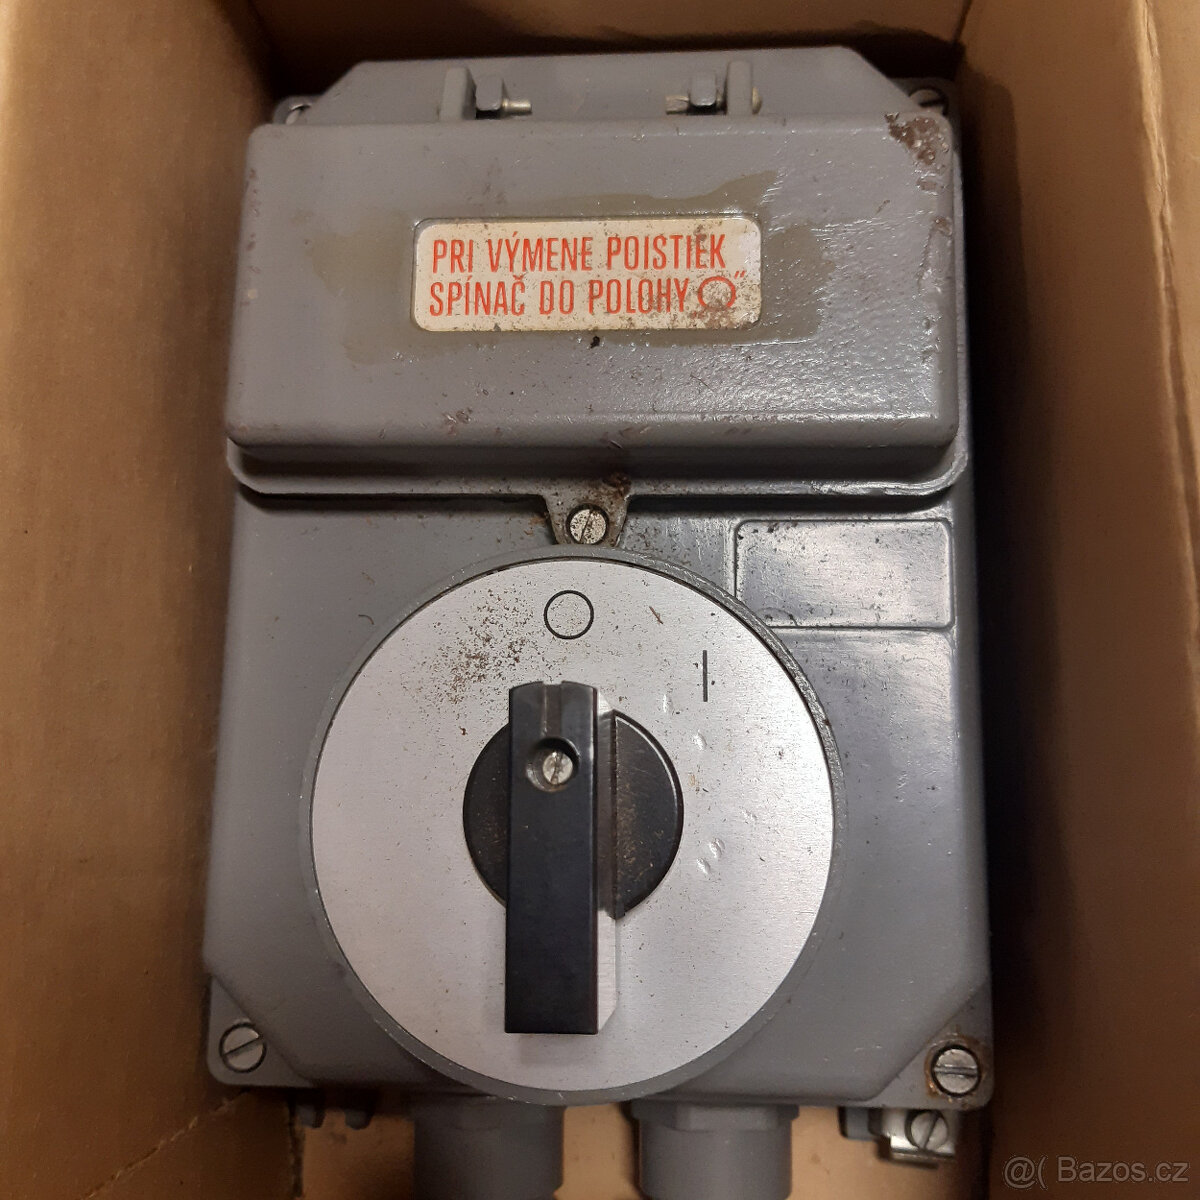 PRI VÝMENE POISTIEK
SPÍNAČ DO POLOHY O"
O
I
@( Bazos.cz